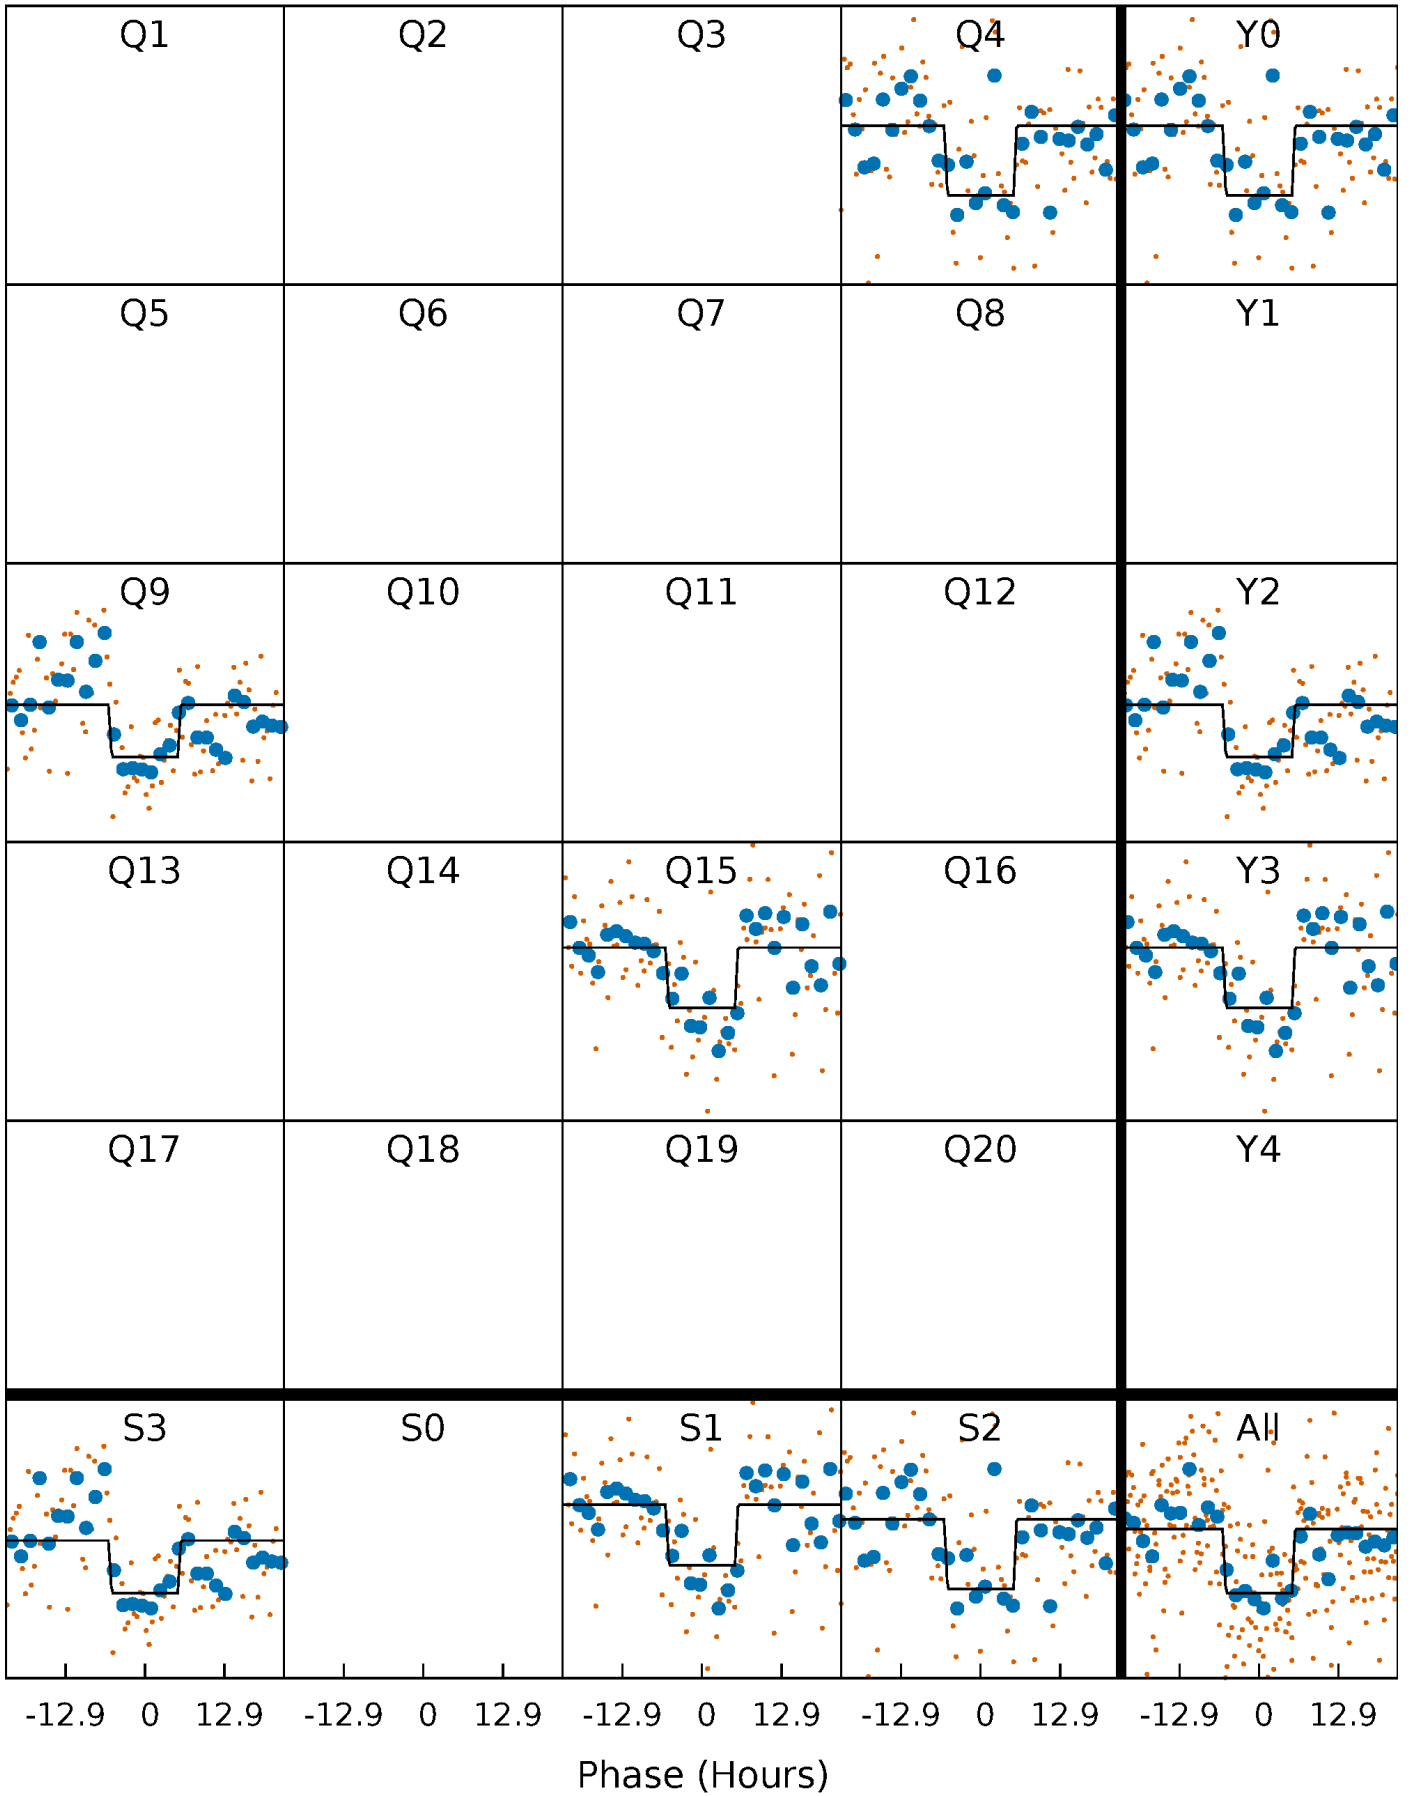 Q1 Q2 Q3 Q4 Y0
Q5 Q6 Q7 Q8 Y1
Q9 Q10 Q11 Q12 Y2
Q13 Q14 Q15 Q16 Y3
Q17 Q18 Q19 Q20 Y4
S3 S0 S1 S2 All
-12.9 0 12.9 -12.9 0 12.9 -12.9 0 12.9 -12.9 0 12.9 -12.9 0 12.9
Phase (Hours)